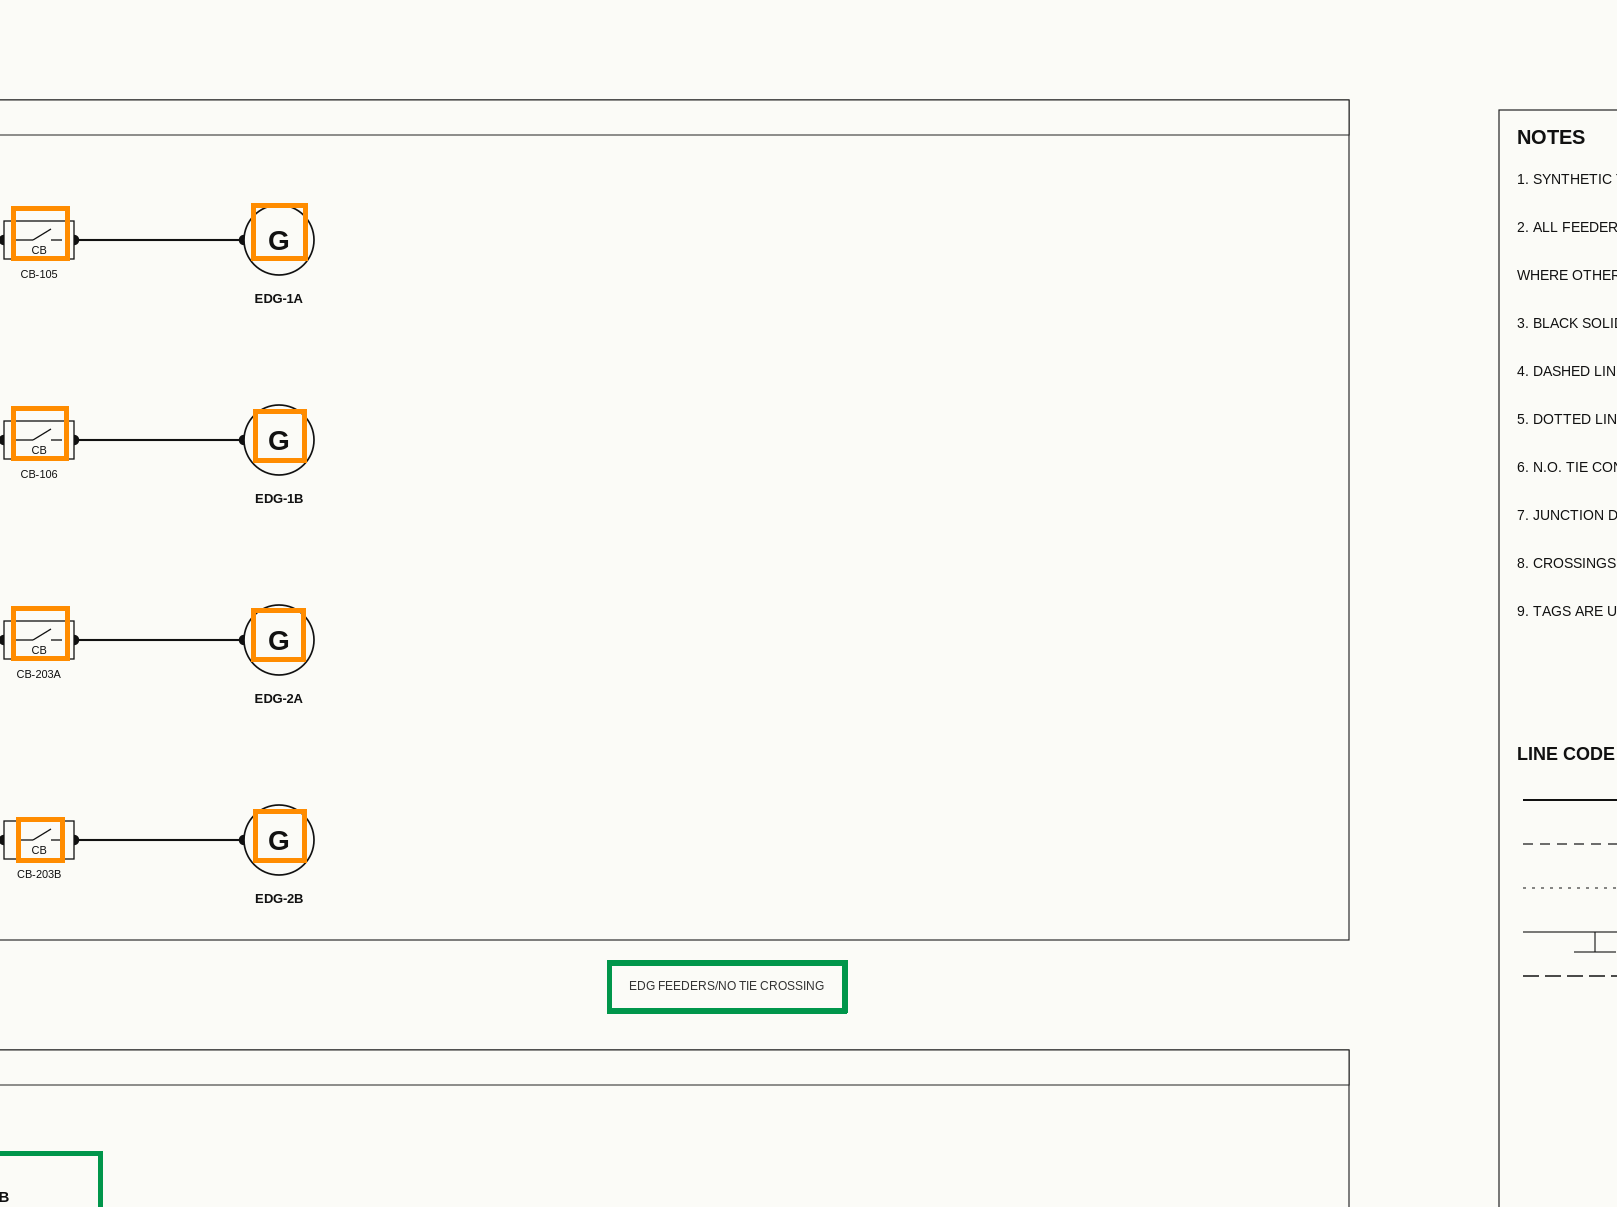 CB
G
CB-105
EDG-1A
CB
G
CB-106
EDG-1B
CB
G
CB-203A
EDG-2A
CB
G
CB-203B
EDG-2B
EDG FEEDERS/NO TIE CROSSING
B
NOTES
1. SYNTHETIC
2. ALL FEEDER
WHERE OTHER
3. BLACK SOLID
4. DASHED LIN
5. DOTTED LIN
6. N.O. TIE CON
7. JUNCTION D
8. CROSSINGS
9. TAGS ARE U
LINE CODE